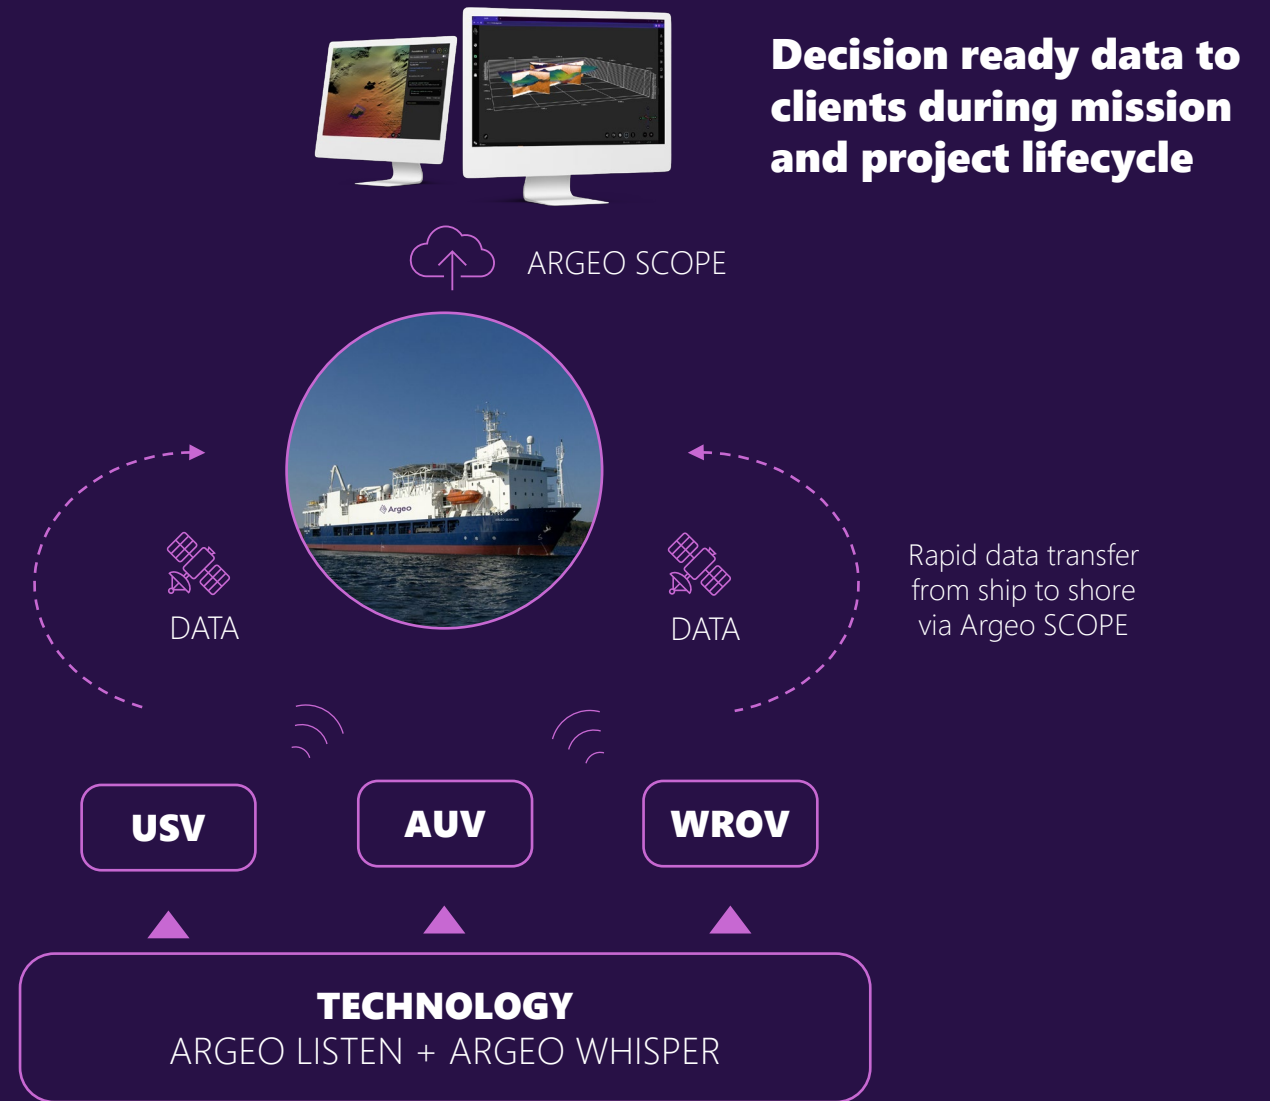 Decision ready data to
clients during mission
and project lifecycle
ARGEO SCOPE
Argeo
DATA
DATA
Rapid data transfer
from ship to shore
via Argeo SCOPE
USV
AUV
WROV
TECHNOLOGY
ARGEO LISTEN + ARGEO WHISPER